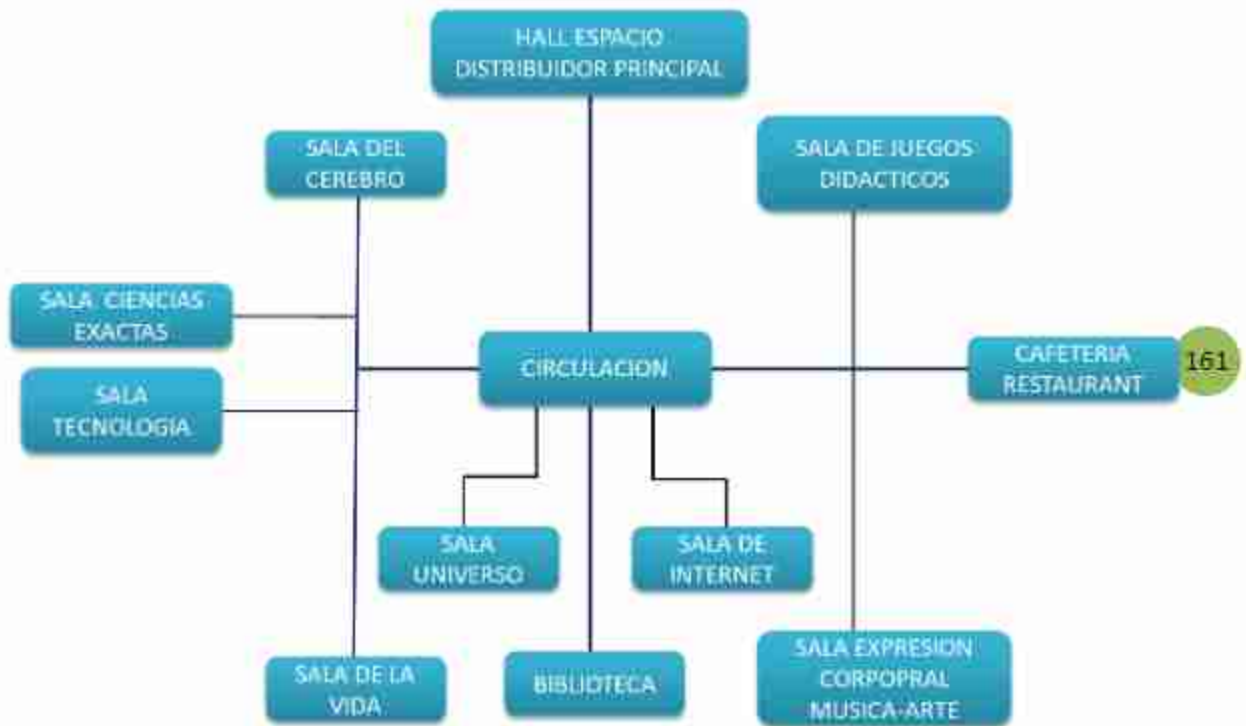 HALL ESPACIO
DISTRIBUIDOR PRINCIPAL
SALA DEL
CEREBRO
SALA DE JUEGOS
DIDACTICOS
SALA CIENCIAS
EXACTAS
CIRCULACION
CAFETERIA
RESTAURANT
161
SALA
TECNOLOGIA
SALA
UNIVERSO
SALA DE
INTERNET
SALA DE LA
VIDA
BIBLIOTECA
SALA EXPRESION
CORPOPRAL
MUSICA-ARTE